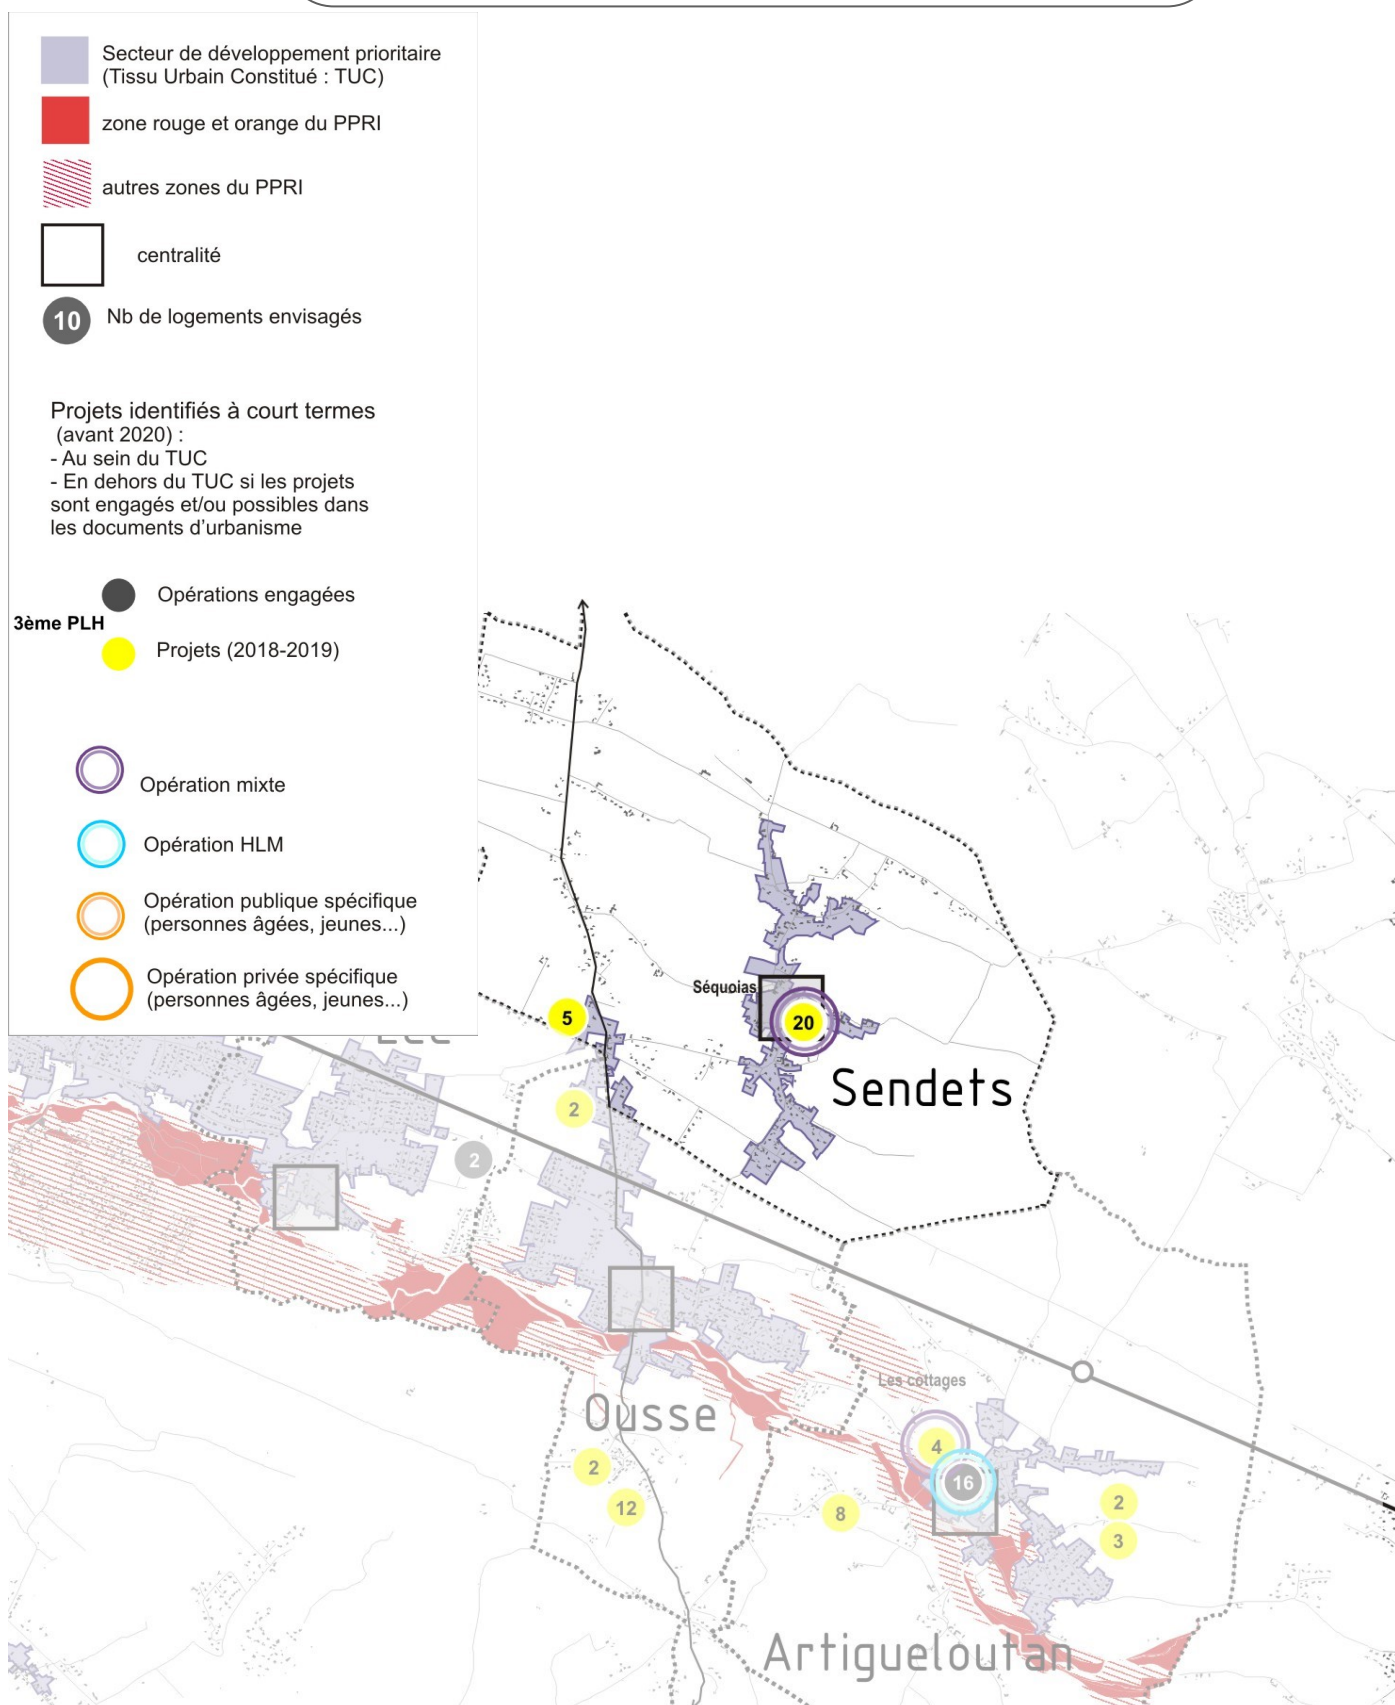 Secteur de développement prioritaire
(Tissu Urbain Constitué : TUC)
zone rouge et orange du PPRI
autres zones du PPRI
centralité
10
Nb de logements envisagés
Projets identifiés à court termes
(avant 2020) :
- Au sein du TUC
- En dehors du TUC si les projets
sont engagés et/ou possibles dans
les documents d'urbanisme
Opérations engagées
3ème PLH
Projets (2018-2019)
Opération mixte
Opération HLM
Opération publique spécifique
(personnes âgées, jeunes...)
Opération privée spécifique
(personnes âgées, jeunes...)
Séquoias
5
20
Sendets
2
2
Les cottages
Ousse
4
2
16
12
8
2
3
Artigueloutan